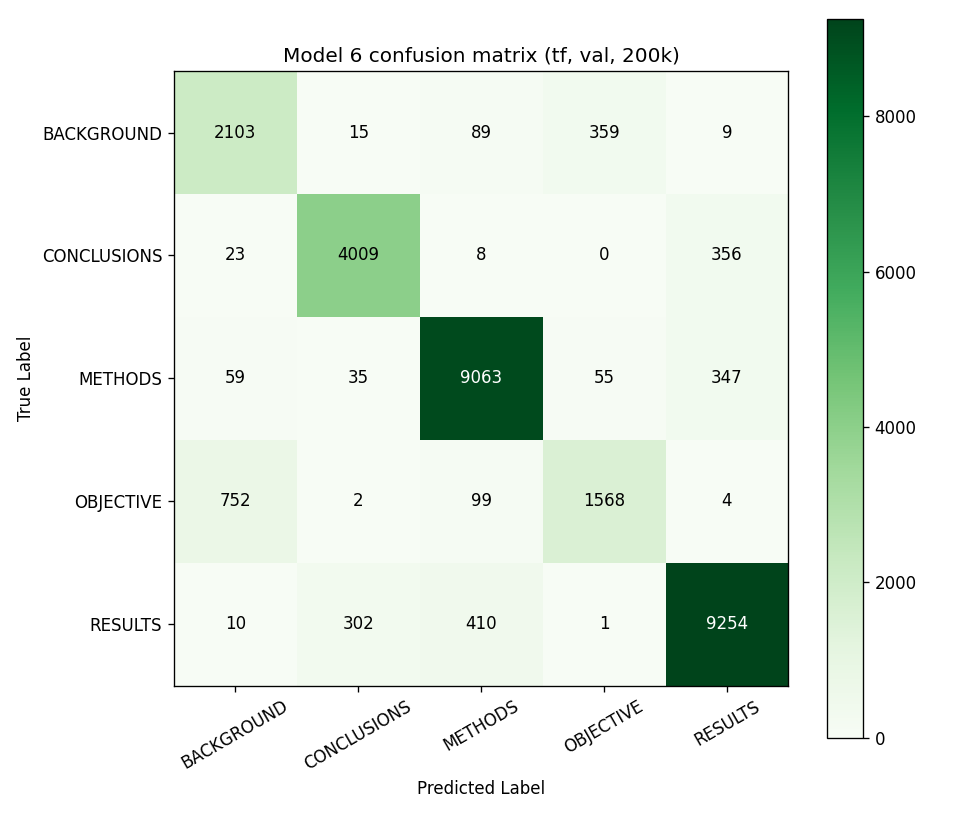 Model 6 confusion matrix (tf, val, 200k)
True Label
BACKGROUND 2103 15 89 359 9
CONCLUSIONS 23 4009 8 0 356
METHODS 59 35 9063 55 347
OBJECTIVE 752 2 99 1568 4
RESULTS 10 302 410 1 9254
BACKGROUND CONCLUSIONS METHODS OBJECTIVE RESULTS
Predicted Label
8000
6000
4000
2000
0